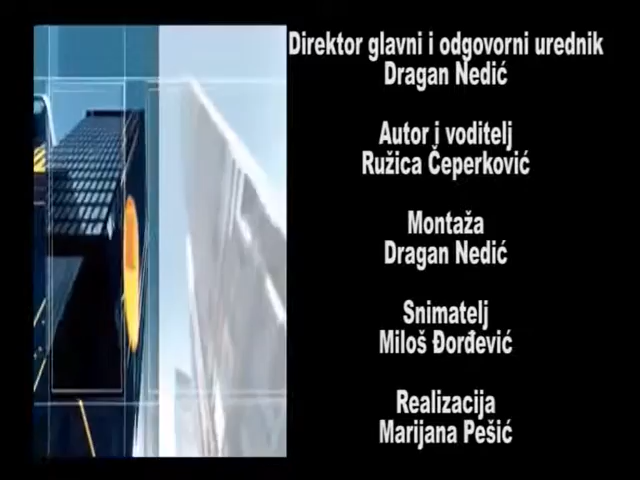 Direktor glavni i odgovorni urednik
Dragan Nedić
Autor i voditelj
Ružica Čeperković
Montaža
Dragan Nedić
Snimatelj
Miloš Đorđević
Realizacija
Marijana Pešić